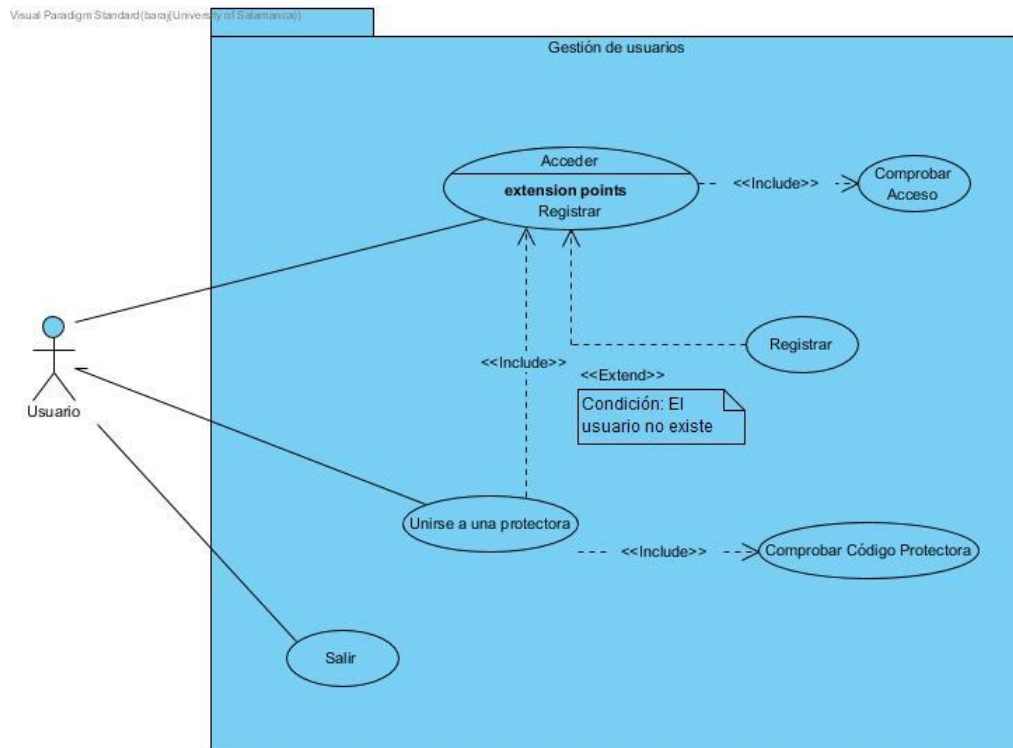 Visual Paradigm Standard(baraj(University of Salamanca))
Gestión de usuarios
Acceder
extension points
Registrar
<<Include>>
Comprobar
Acceso
Registrar
<<Include>>
<<Extend>>
Condición: El
usuario no existe
Usuario
Unirse a una protectora
<<Include>>
Comprobar Código Protectora
Salir